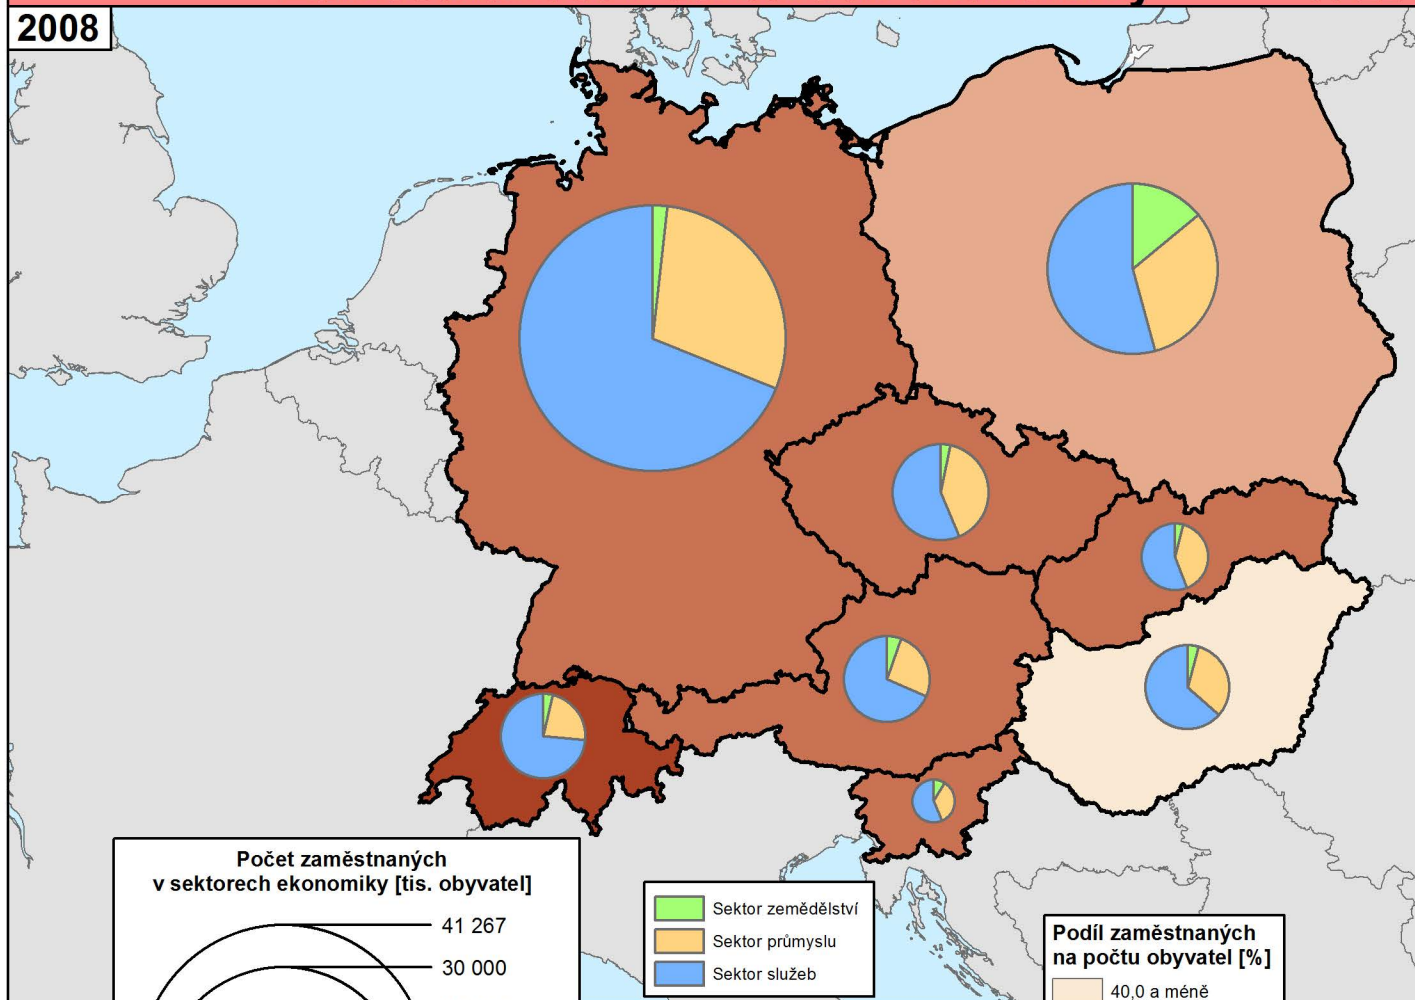 2008
Počet zaměstnaných
v sektorech ekonomiky [tis. obyvatel]
41 267
30 000
Sektor zemědělství
Sektor průmyslu
Sektor služeb
Podíl zaměstnaných
na počtu obyvatel [%]
40,0 a méně